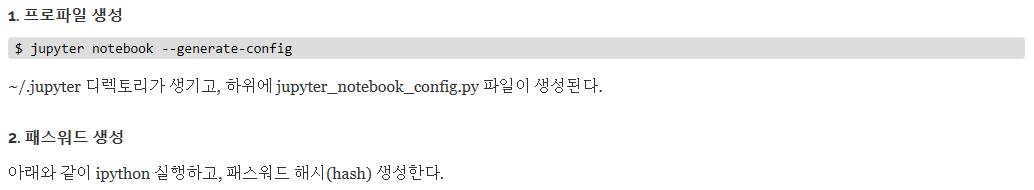 1. 프로파일 생성
$ jupyter notebook --generate-config
~/.jupyter 디렉토리가 생기고, 하위에 jupyter_notebook_config.py 파일이 생성된다.
2. 패스워드 생성
아래와 같이 ipython 실행하고, 패스워드 해시(hash) 생성한다.